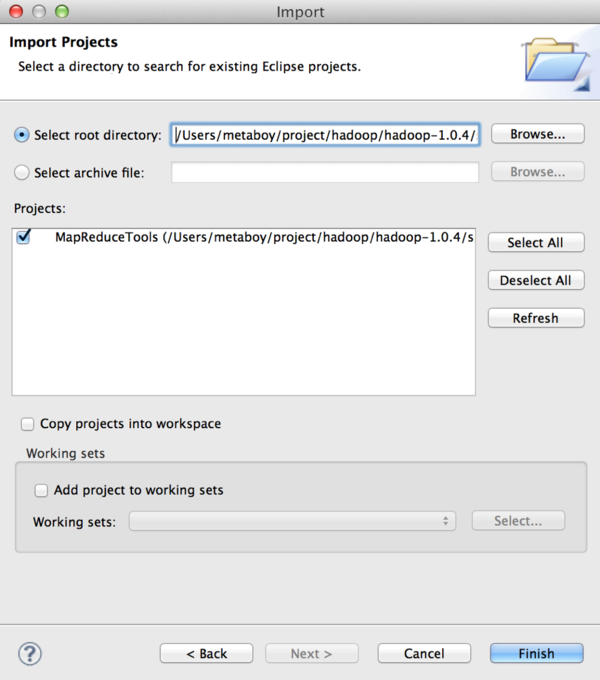 Import
Import Projects
Select a directory to search for existing Eclipse projects.
Select root directory: /Users/metaboy/project/hadoop/hadoop-1.0.4/ Browse...
Select archive file: Browse...
Projects:
MapReduceTools (/Users/metaboy/project/hadoop/hadoop-1.0.4/s
Select All
Deselect All
Refresh
Copy projects into workspace
Working sets
Add project to working sets
Working sets: Select...
? < Back Next > Cancel Finish